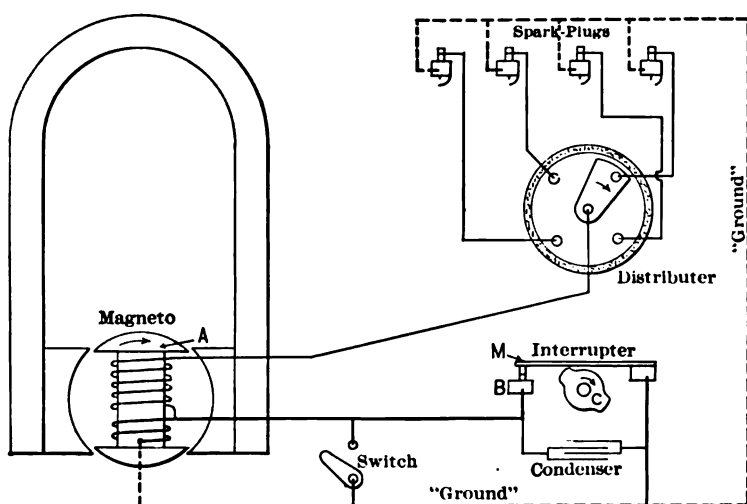 Spark-Plugs
"Ground"
Distributer
Magneto
A
M
Interrupter
B
C
Switch
Condenser
"Ground"